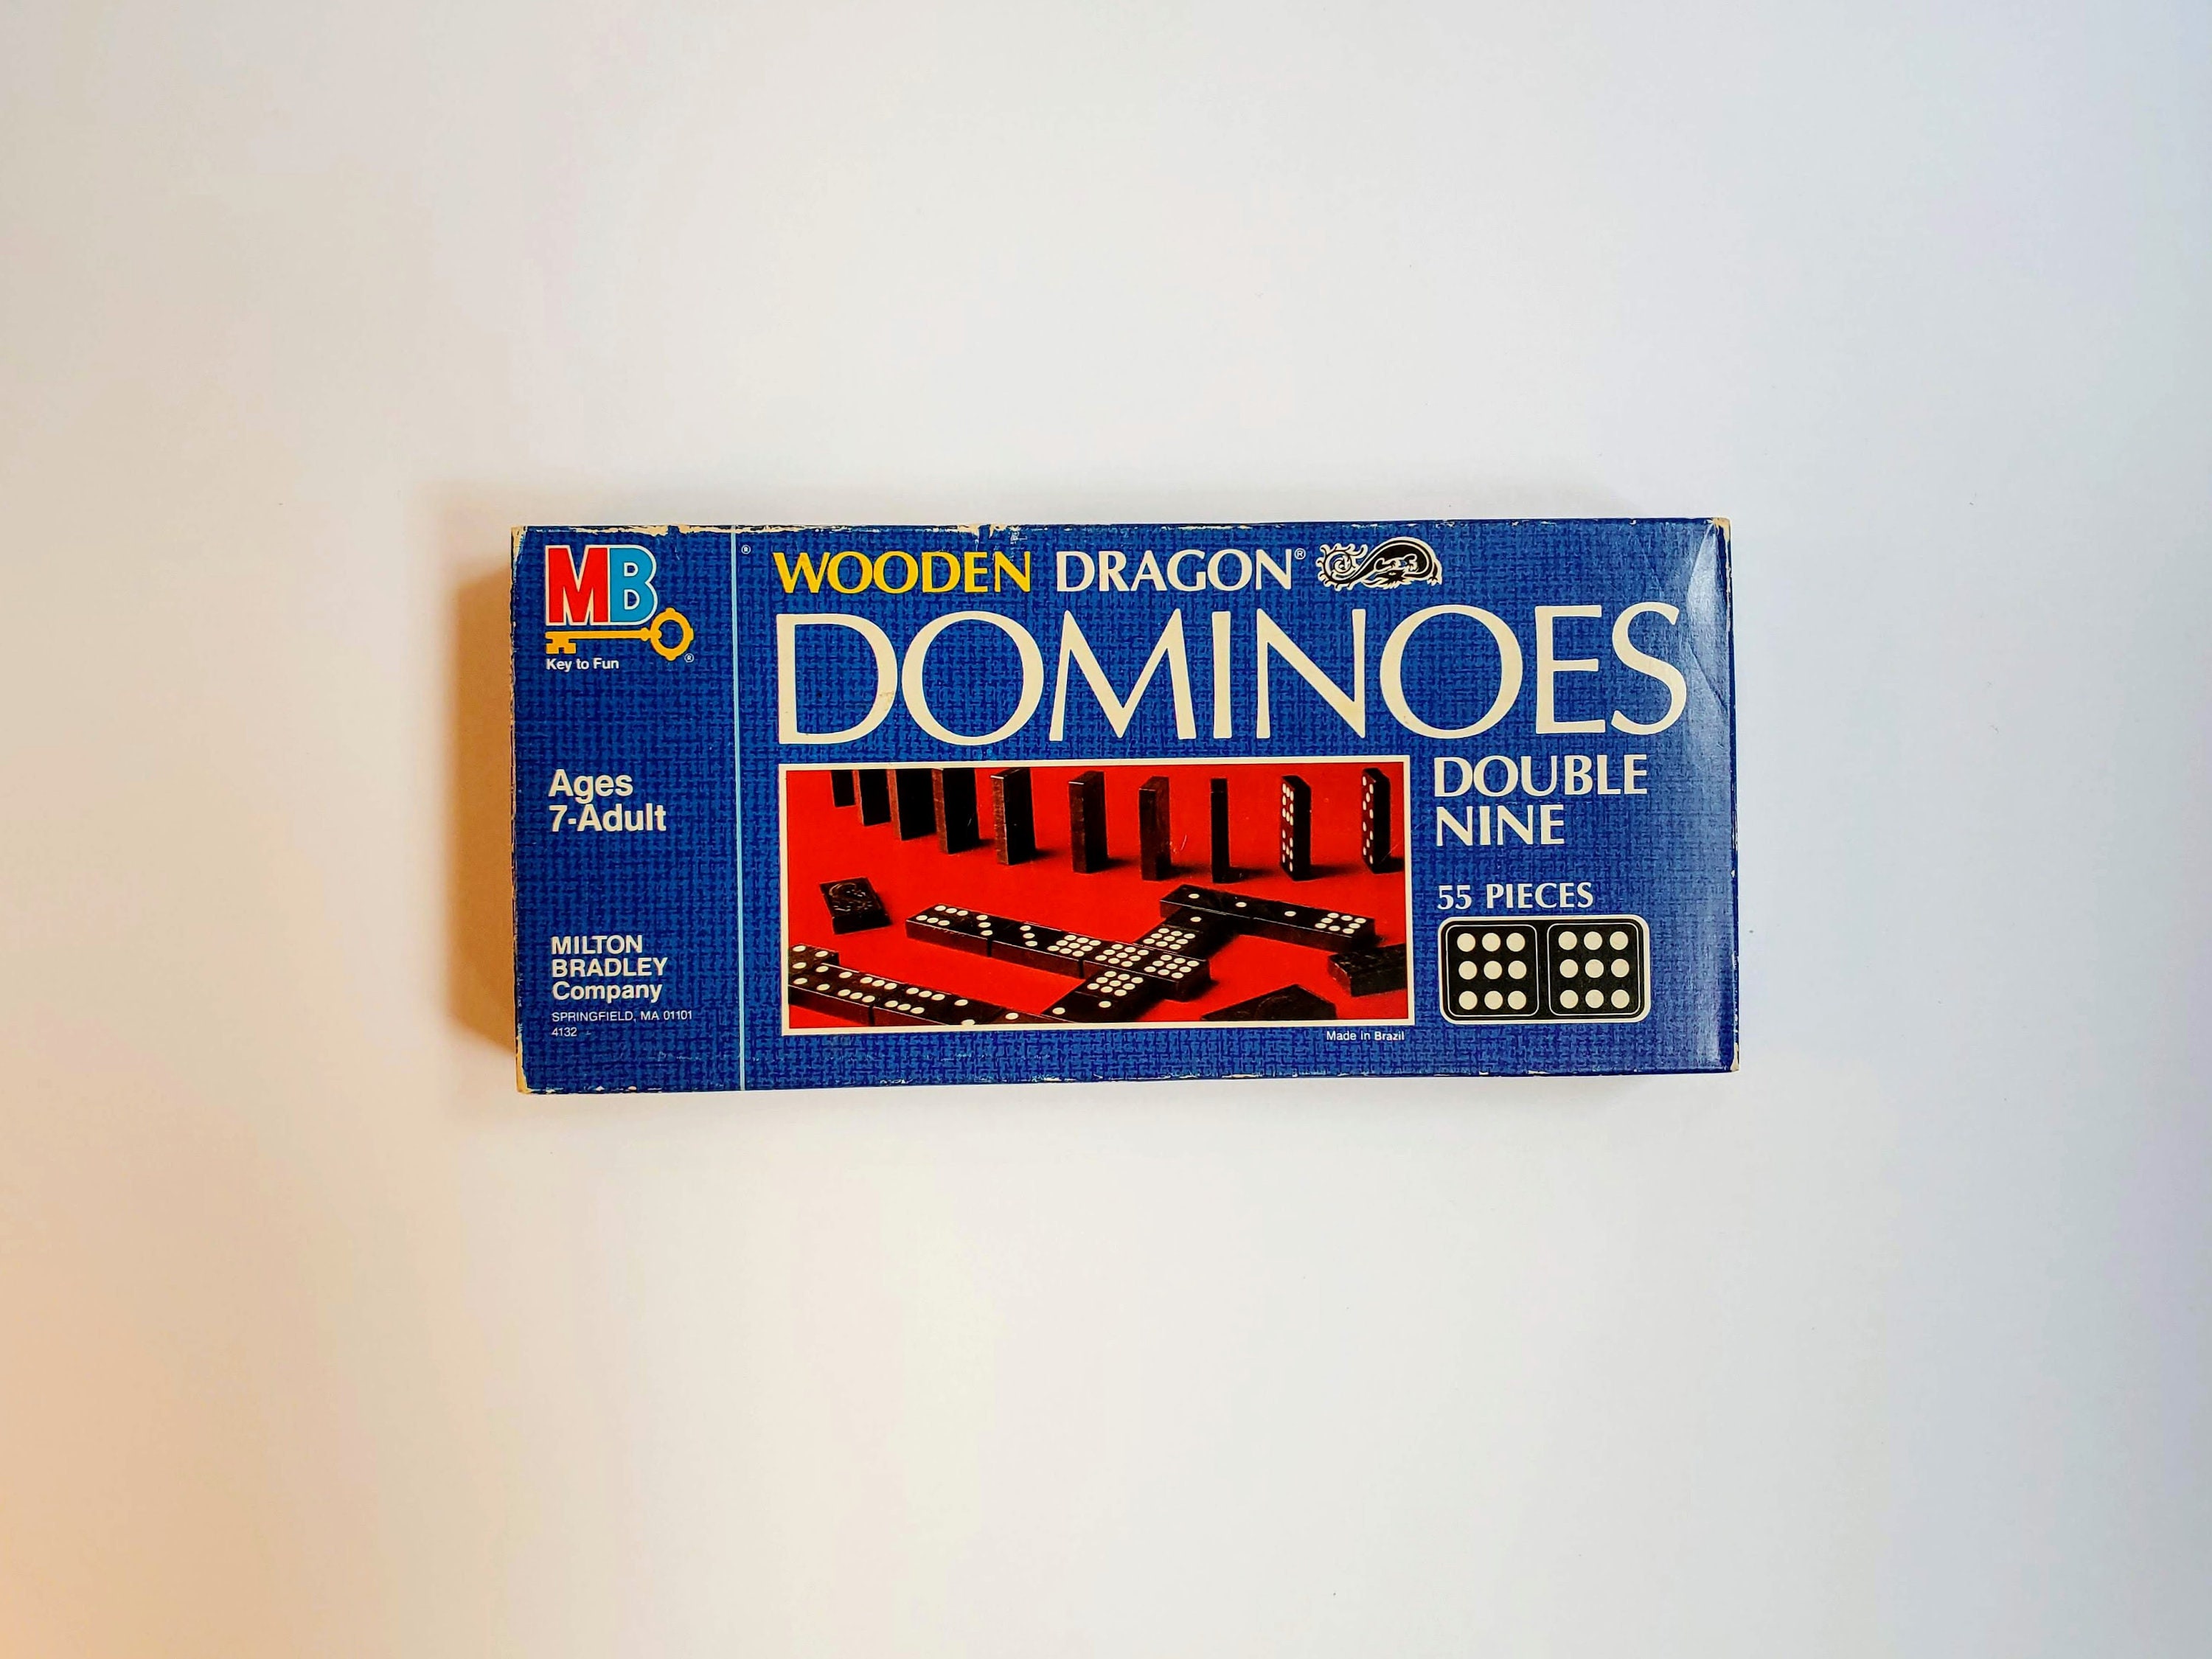 MB
Key to Fun
Ages
7-Adult
MILTON
BRADLEY
Company
SPRINGFIELD, MA 01101
4132
WOODEN DRAGON®
DOMINOES
DOUBLE
NINE
55 PIECES
Made in Brazil